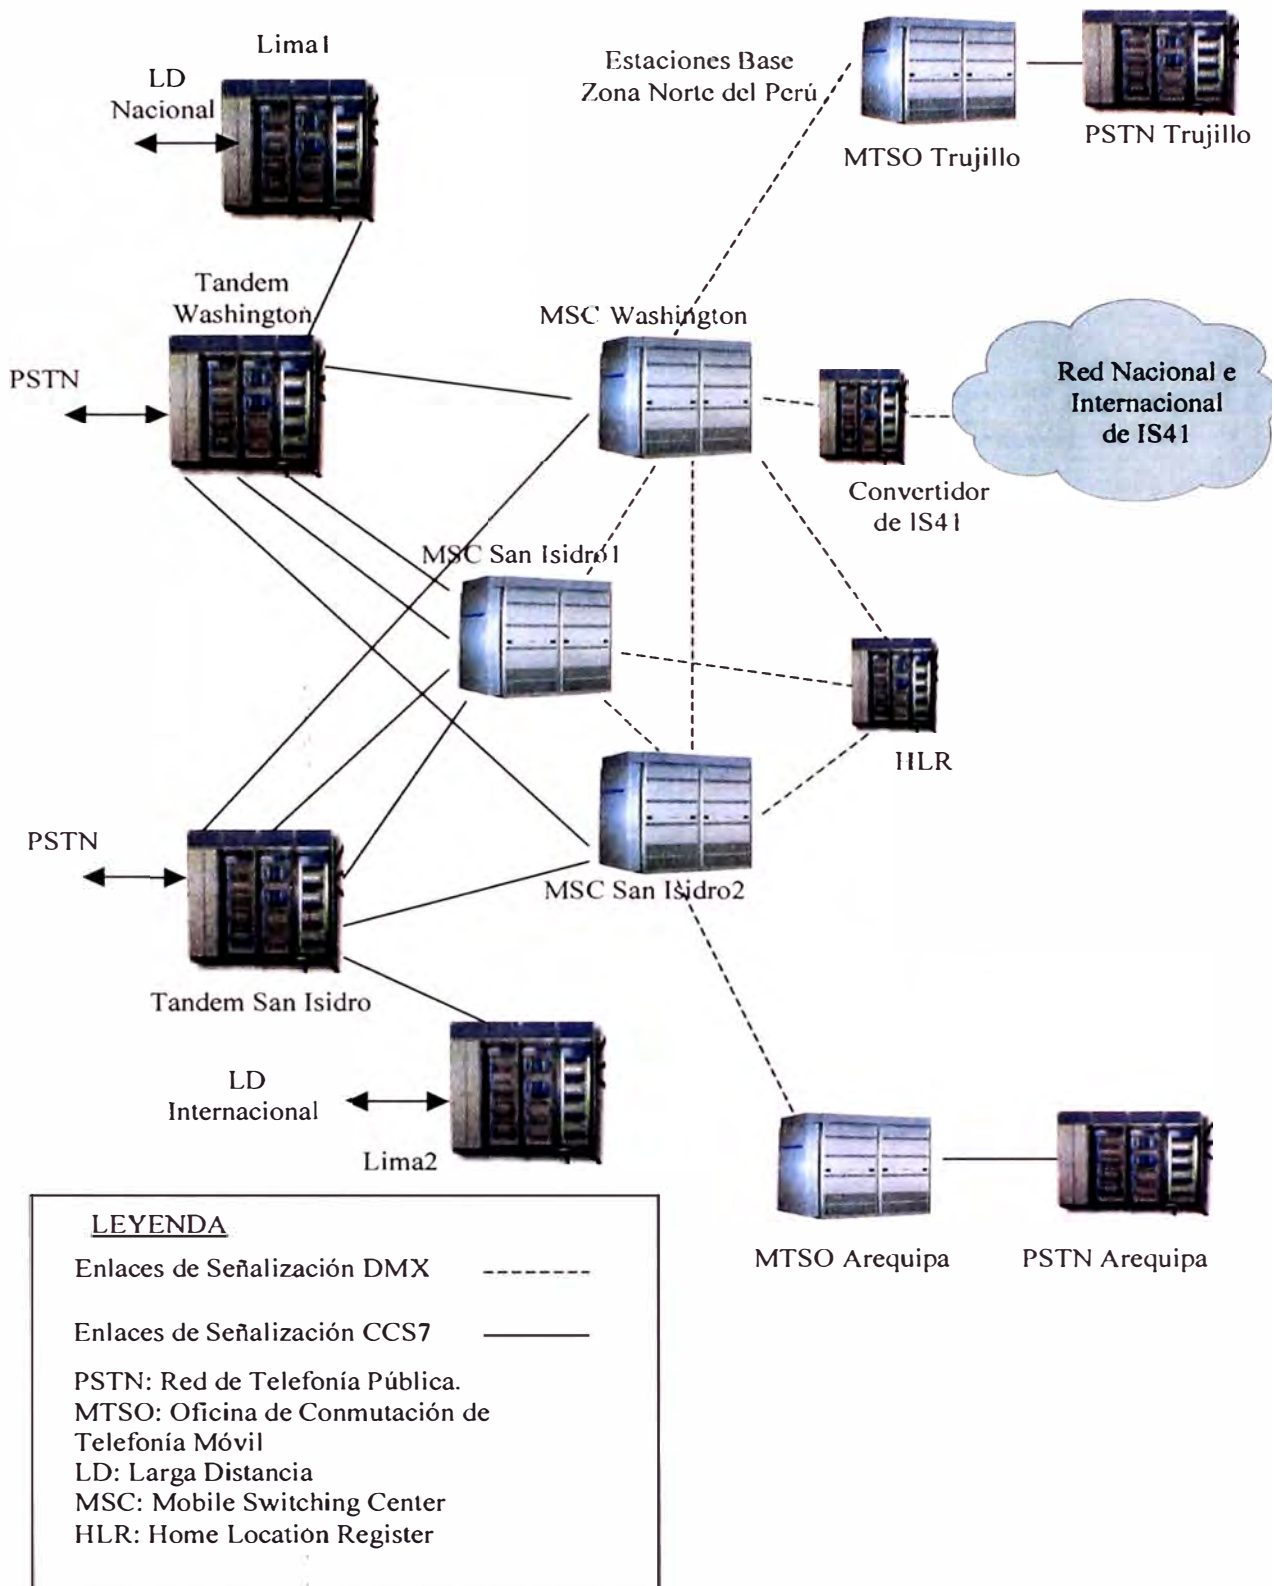 Lima1
LD
Nacional
Estaciones Base
Zona Norte del Perú
MTSO Trujillo
PSTN Trujillo
Tandem
Washington
MSC Washington
PSTN
Red Nacional e
Internacional
de IS41
Convertidor
de IS41
MSC San Isidro1
HLR
PSTN
MSC San Isidro2
Tandem San Isidro
LD
Internacional
Lima2
MTSO Arequipa
PSTN Arequipa
LEYENDA
Enlaces de Señalización DMX
Enlaces de Señalización CCS7
PSTN: Red de Telefonía Pública.
MTSO: Oficina de Conmutación de
Telefonía Móvil
LD: Larga Distancia
MSC: Mobile Switching Center
HLR: Home Location Register